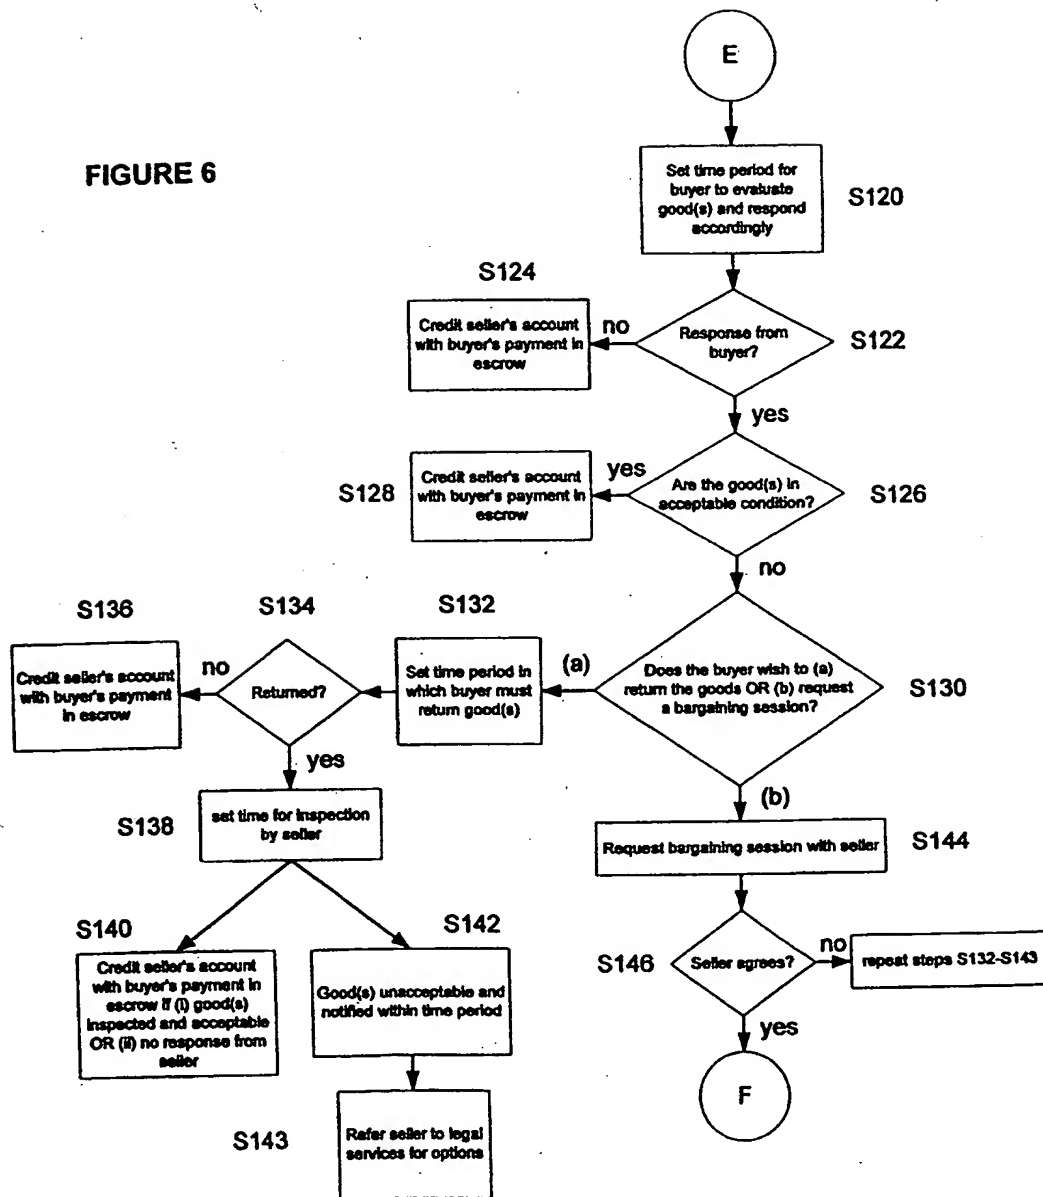 E
FIGURE 6
Set time period for
buyer to evaluate
good(s) and respond
accordingly
S120
S124
Credit seller's account
with buyer's payment in
escrow
no
Response from
buyer?
S122
yes
S128
Credit seller's account
with buyer's payment in
escrow
yes
Are the good(s) in
acceptable condition?
S126
no
S136
S134
S132
Credit seller's account
with buyer's payment
in escrow
no
Returned?
Set time period in
which buyer must
return good(s)
(a)
Does the buyer wish to (a)
return the goods OR (b) request
a bargaining session?
S130
yes
(b)
S138
set time for inspection
by seller
Request bargaining session with seller
S144
S140
Credit seller's account
with buyer's payment in
escrow if (i) good(s)
inspected and acceptable
OR (ii) no response from
seller
S142
Good(s) unacceptable and
notified within time period
S146
Seller agrees?
no
repeat steps S132-S143
yes
F
S143
Refer seller to legal
services for options